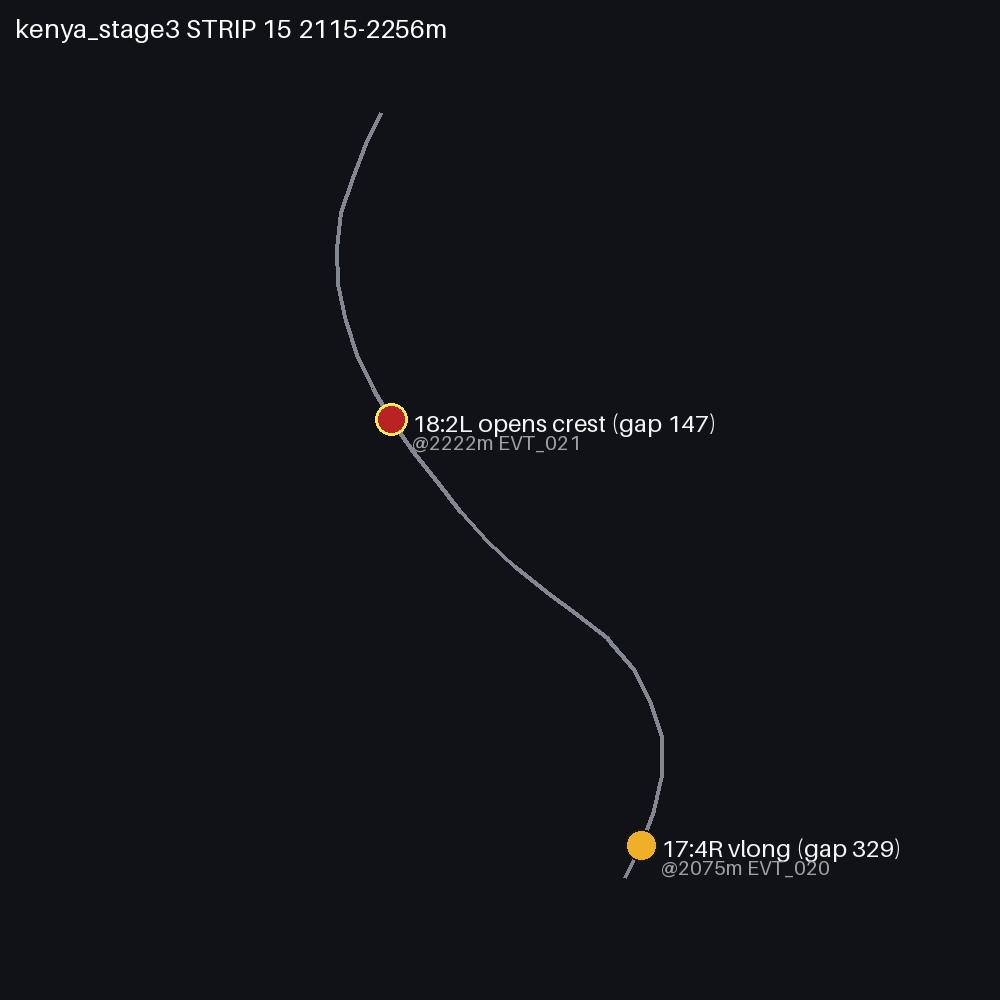 kenya_stage3 STRIP 15 2115-2256m
18:2L opens crest (gap 147)
@2222m EVT_021
17:4R vlong (gap 329)
@2075m EVT_020